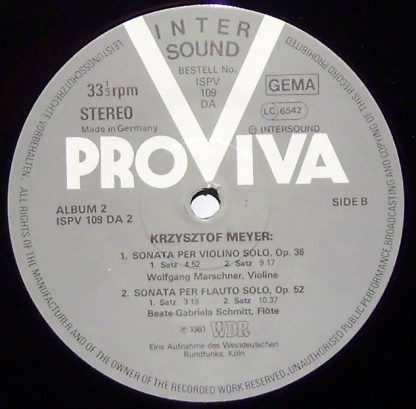 INTER
SOUND
BESTELL No.
ISPV
109
DA
33⅓ rpm
STEREO
Made in Germany
GEMA
LC 6542
℗ INTERSOUND
PROVIVA
ALBUM 2
ISPV 109 DA 2
SIDE B
KRZYSZTOF MEYER:
1. SONATA PER VIOLINO SOLO, Op. 36
1. Satz 4.52 2. Satz 9.17
Wolfgang Marschner, Violine
2. SONATA PER FLAUTO SOLO, Op. 52
1. Satz 3.18 2. Satz 10.37
Beate-Gabriela Schmitt, Flöte
℗ 1981 WDR
Eine Aufnahme des Westdeutschen
Rundfunks, Köln
LEISTUNGSSCHUTZRECHTE VORBEHALTEN. ALL RIGHTS OF THE MANUFACTURER AND OF THE OWNER OF THE RECORDED WORK RESERVED. UNAUTHORISED PUBLIC PERFORMANCE, BROADCASTING AND COPYING OF THIS RECORD PROHIBITED